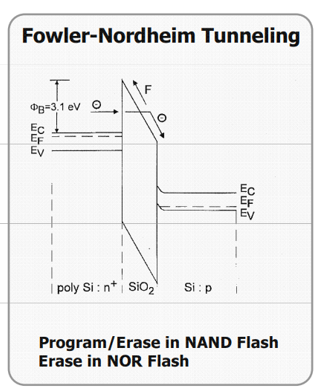 Fowler-Nordheim Tunneling
F
ΦB=3.1 eV
EC
EF
EV
EC
EF
EV
poly Si : n+ SiO2 Si : p
Program/Erase in NAND Flash
Erase in NOR Flash